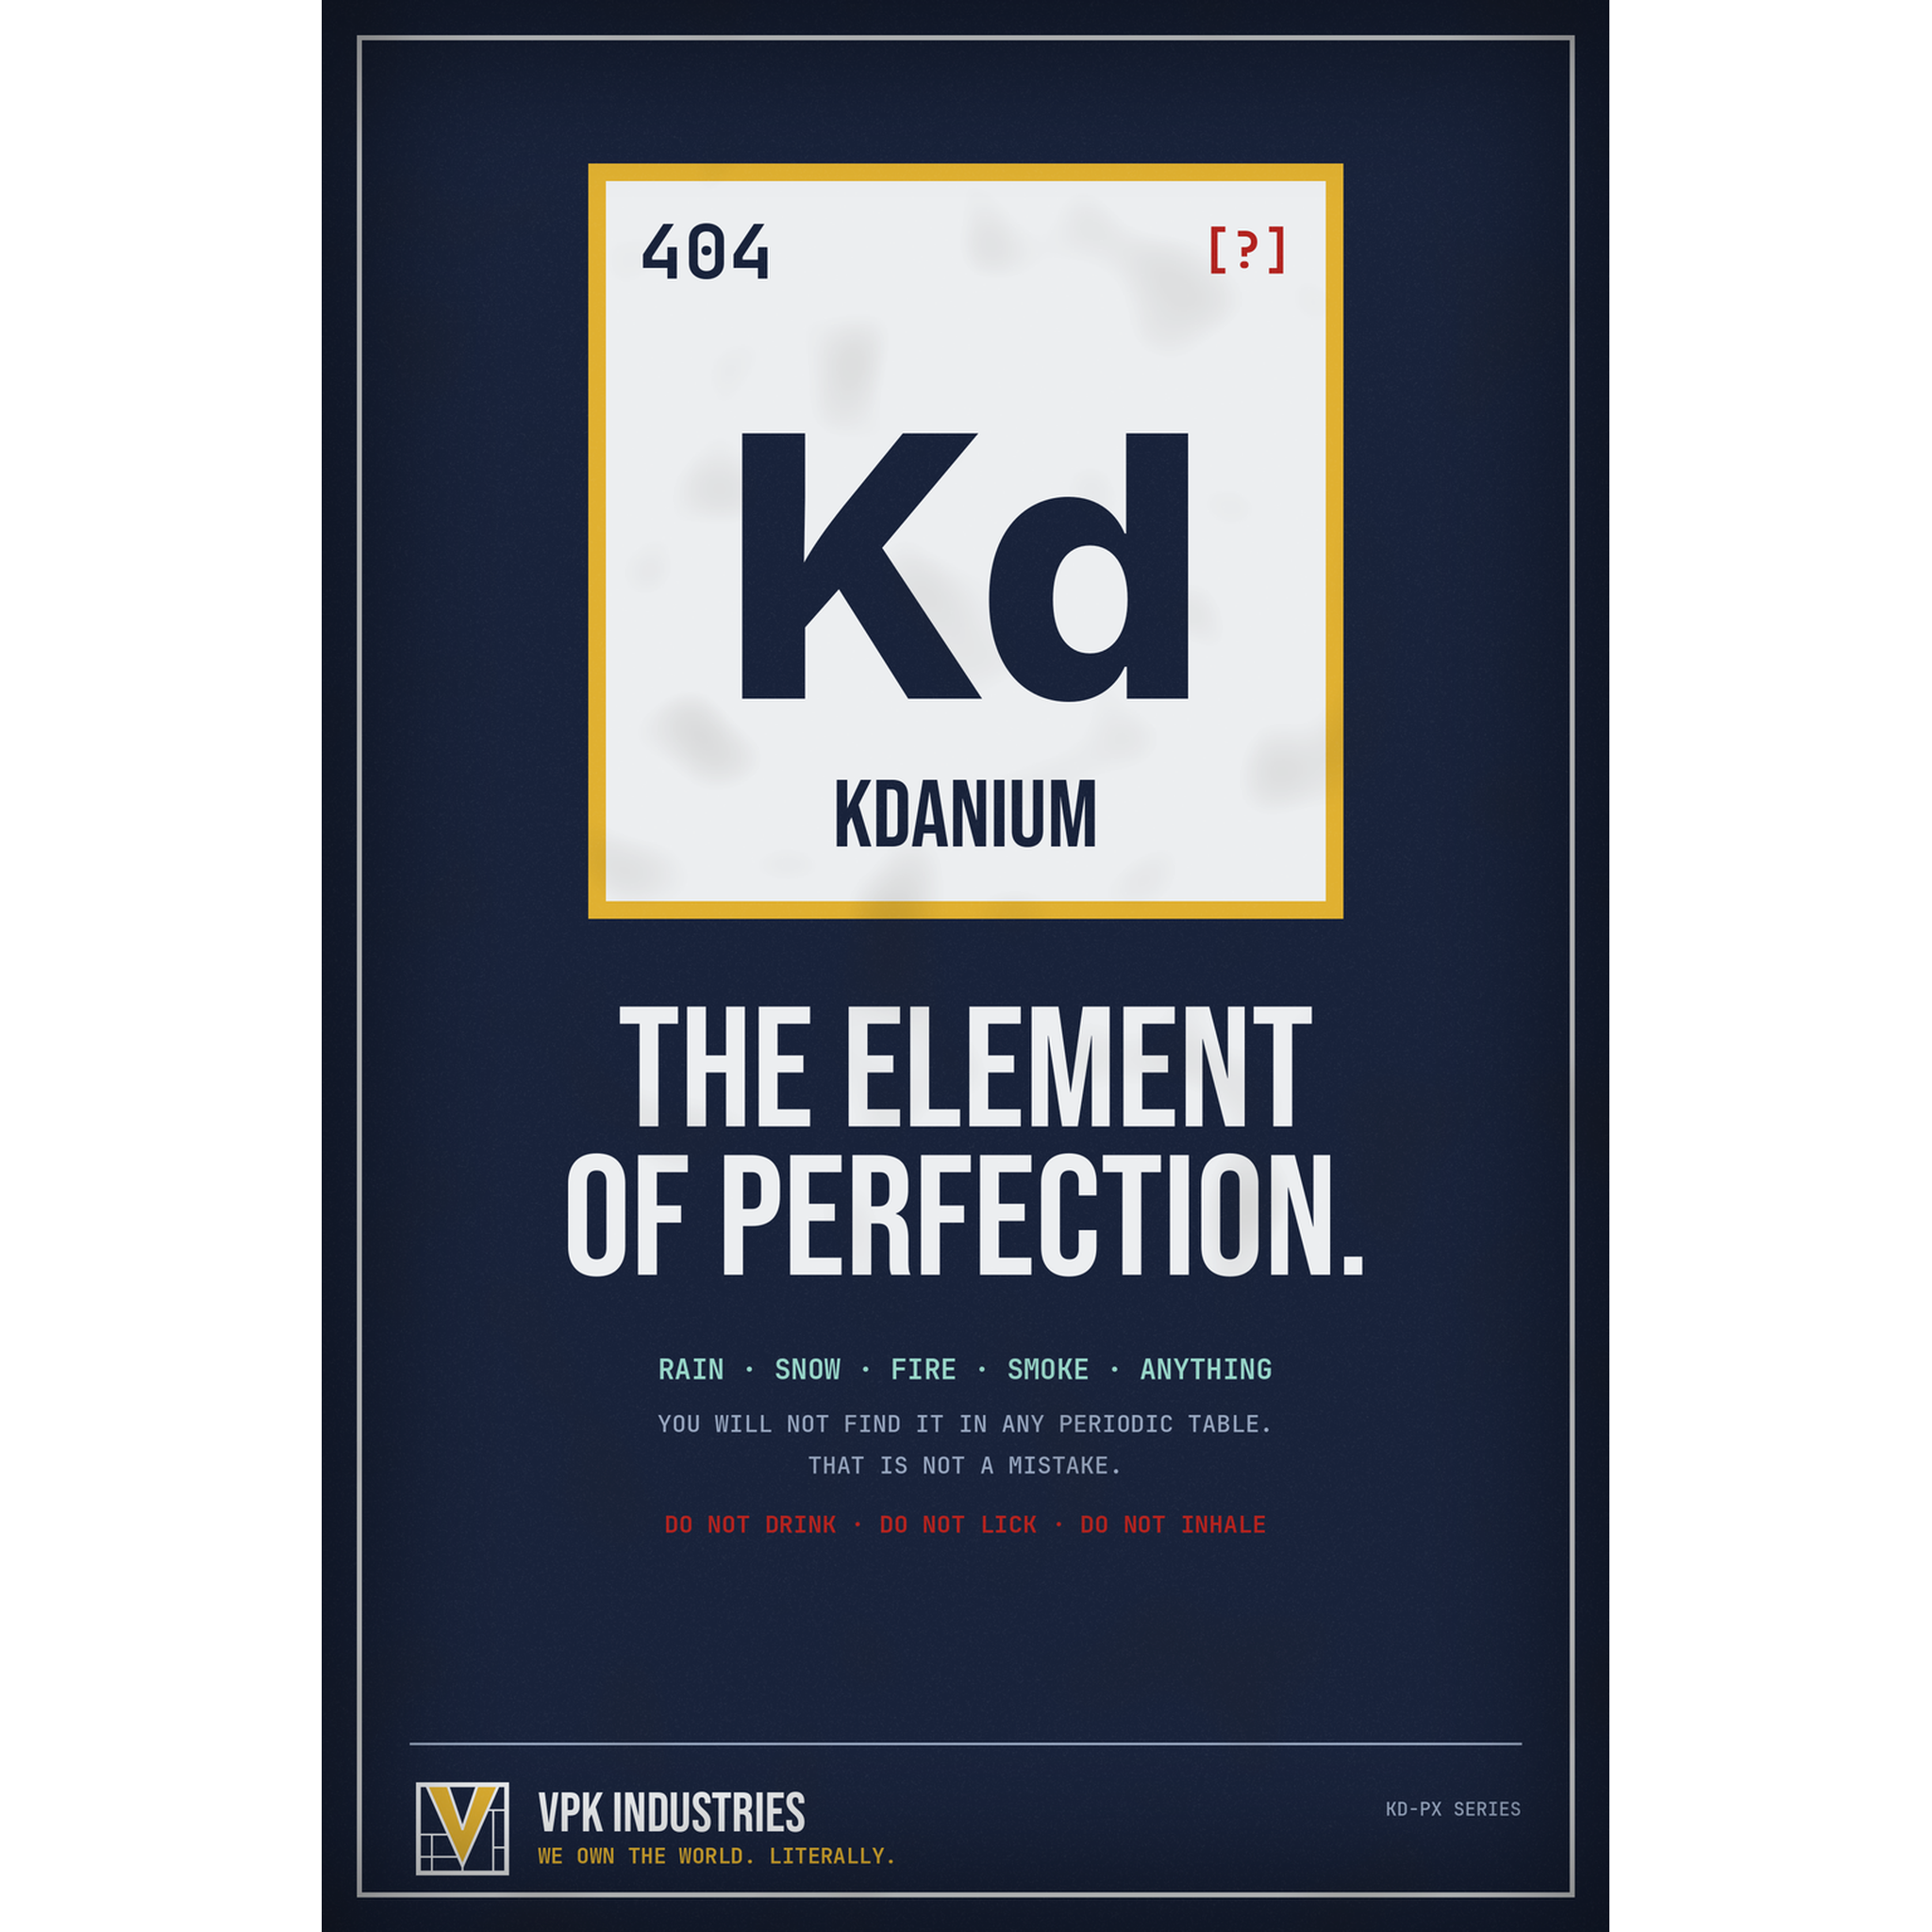 404
[?]
Kd
KDANIUM
THE ELEMENT
OF PERFECTION.
RAIN · SNOW · FIRE · SMOKE · ANYTHING
YOU WILL NOT FIND IT IN ANY PERIODIC TABLE.
THAT IS NOT A MISTAKE.
DO NOT DRINK · DO NOT LICK · DO NOT INHALE
V
VPK INDUSTRIES
WE OWN THE WORLD. LITERALLY.
KD-PX SERIES